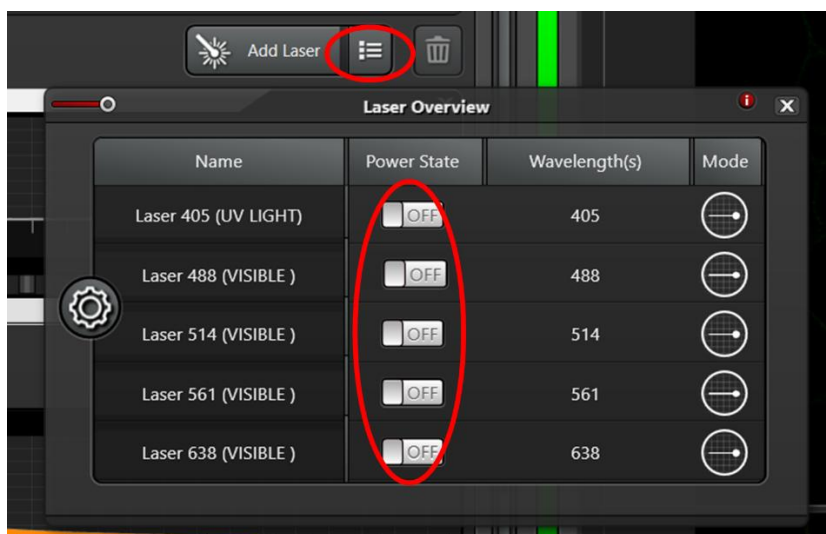 Add Laser
Laser Overview
Name Power State Wavelength(s) Mode
Laser 405 (UV LIGHT) OFF 405
Laser 488 (VISIBLE ) OFF 488
Laser 514 (VISIBLE ) OFF 514
Laser 561 (VISIBLE ) OFF 561
Laser 638 (VISIBLE ) OFF 638